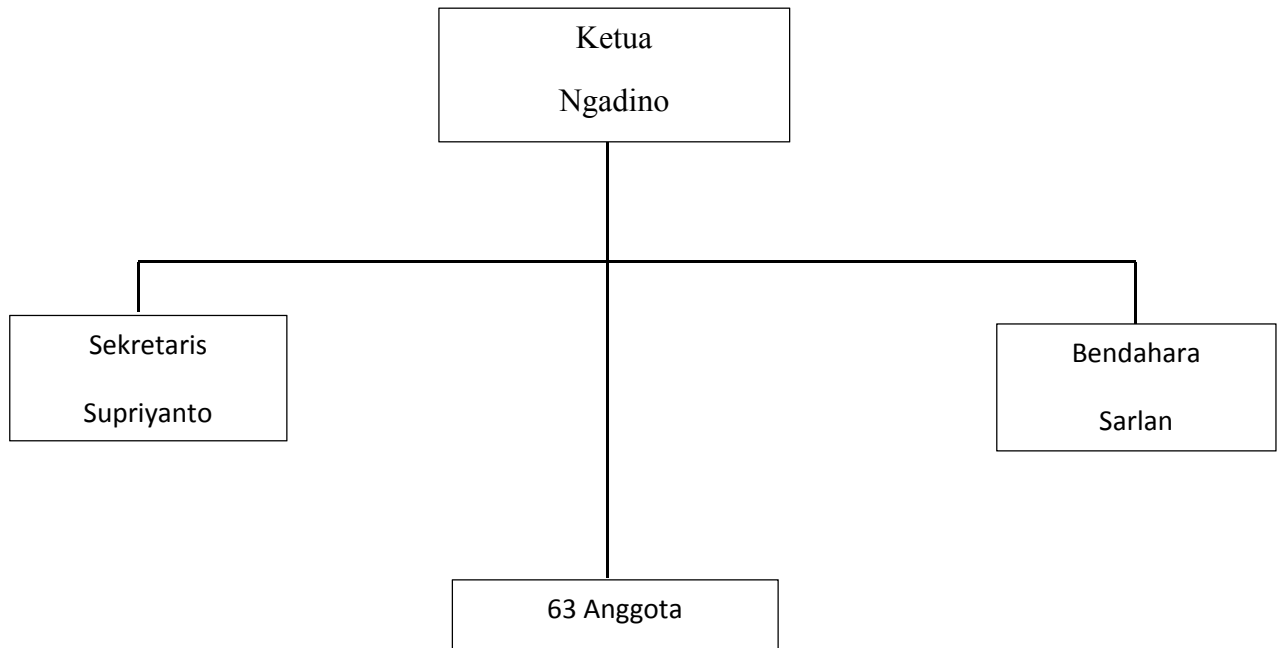 Ketua
Ngadino
Sekretaris
Supriyanto
Bendahara
Sarlan
63 Anggota